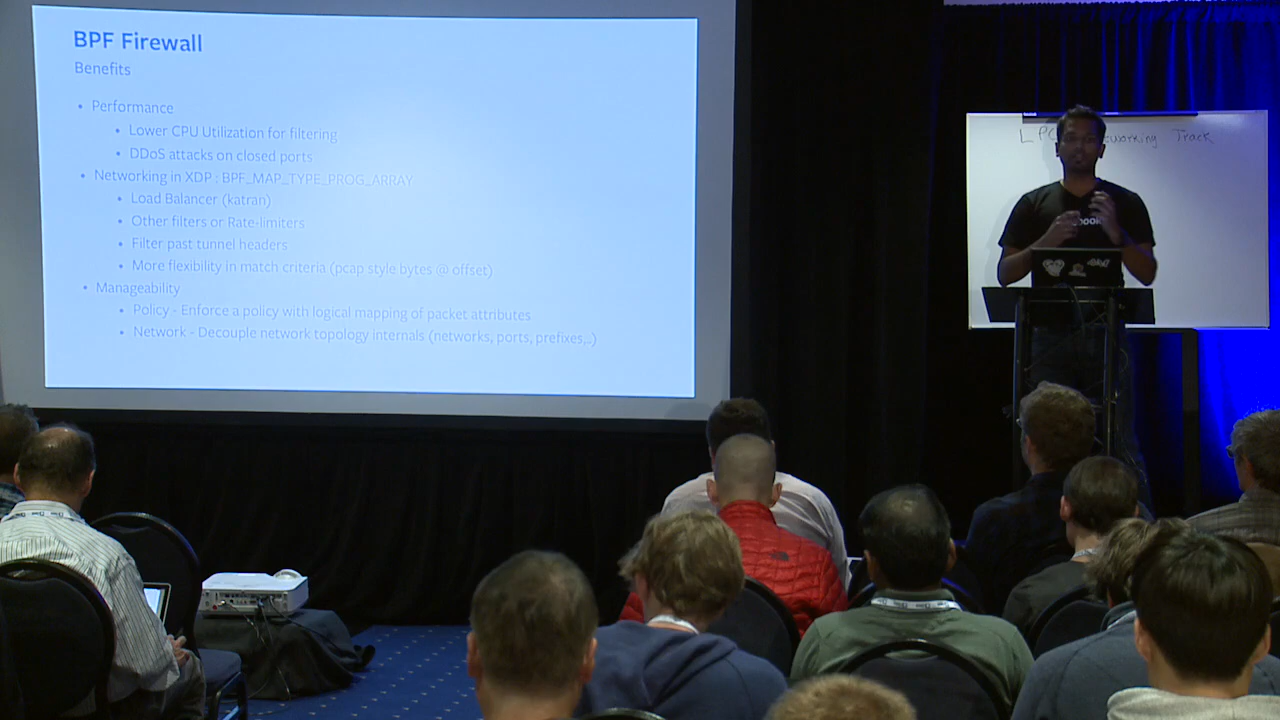 BPF Firewall
Benefits
• Performance
• Lower CPU Utilization for filtering
• DDoS attacks on closed ports
• Networking in XDP : BPF_MAP_TYPE_PROG_ARRAY
• Load Balancer (katran)
• Other filters or Rate-limiters
• Filter past tunnel headers
• More flexibility in match criteria (pcap style bytes @ offset)
• Manageability
• Policy - Enforce a policy with logical mapping of packet attributes
• Network - Decouple network topology internals (networks, ports, prefixes,..)
Track